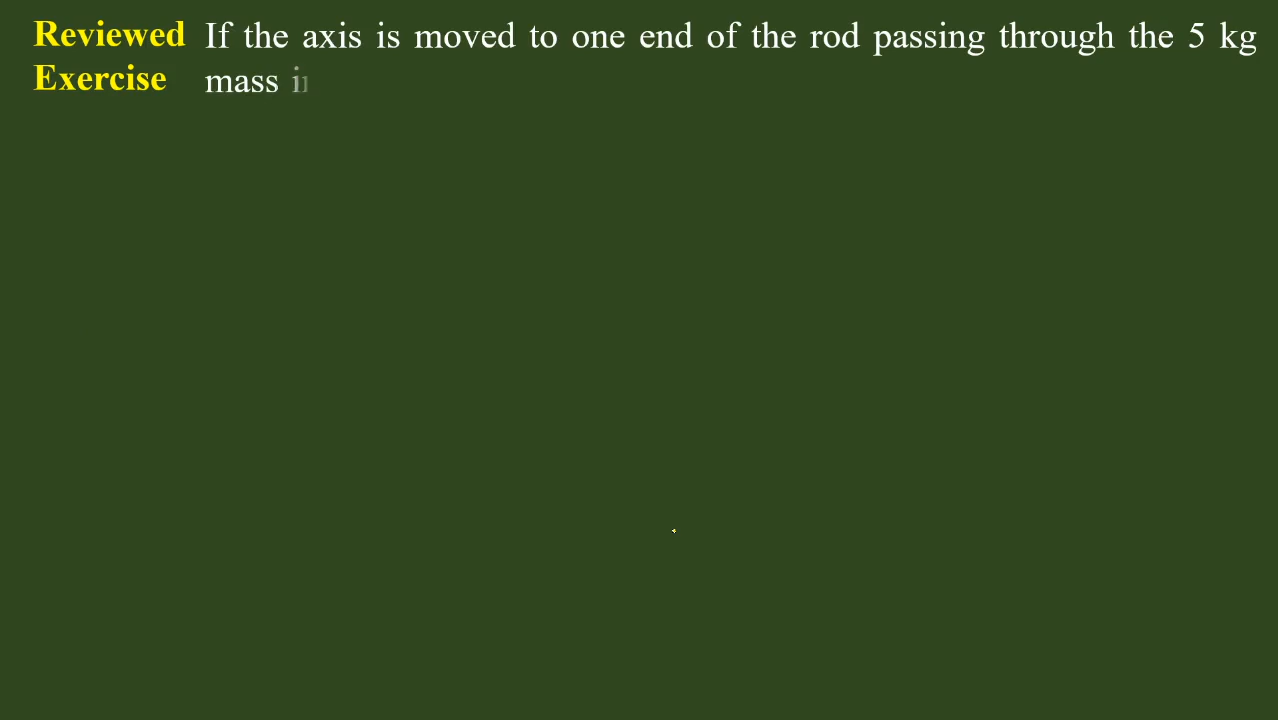 Reviewed If the axis is moved to one end of the rod passing through the 5 kg
Exercise mass